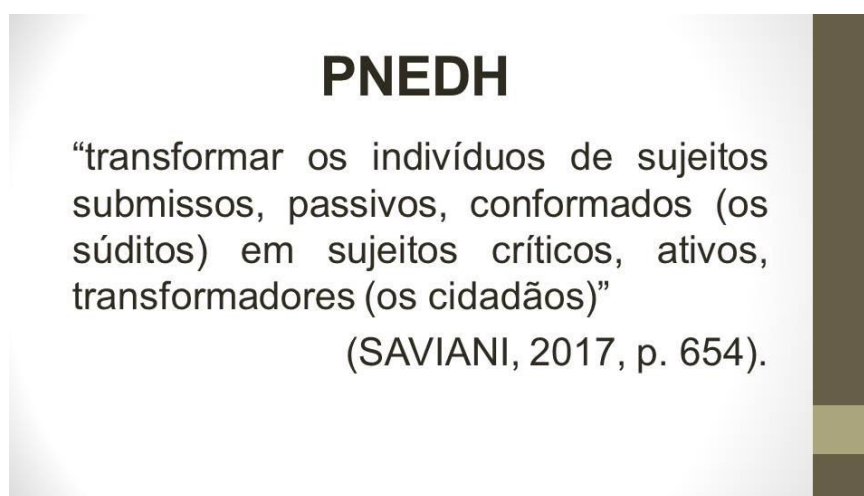 PNEDH
“transformar os indivíduos de sujeitos
submissos, passivos, conformados (os
súditos) em sujeitos críticos, ativos,
transformadores (os cidadãos)”
(SAVIANI, 2017, p. 654).